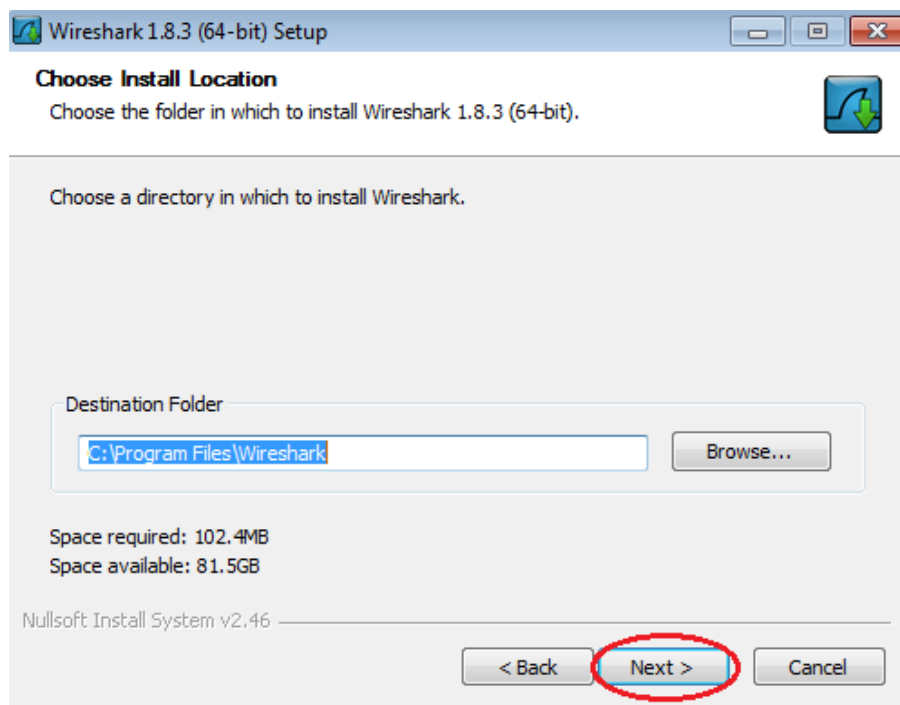 Wireshark 1.8.3 (64-bit) Setup
Choose Install Location
Choose the folder in which to install Wireshark 1.8.3 (64-bit).
Choose a directory in which to install Wireshark.
Destination Folder
C:\Program Files\Wireshark
Browse...
Space required: 102.4MB
Space available: 81.5GB
Nullsoft Install System v2.46
< Back Next > Cancel